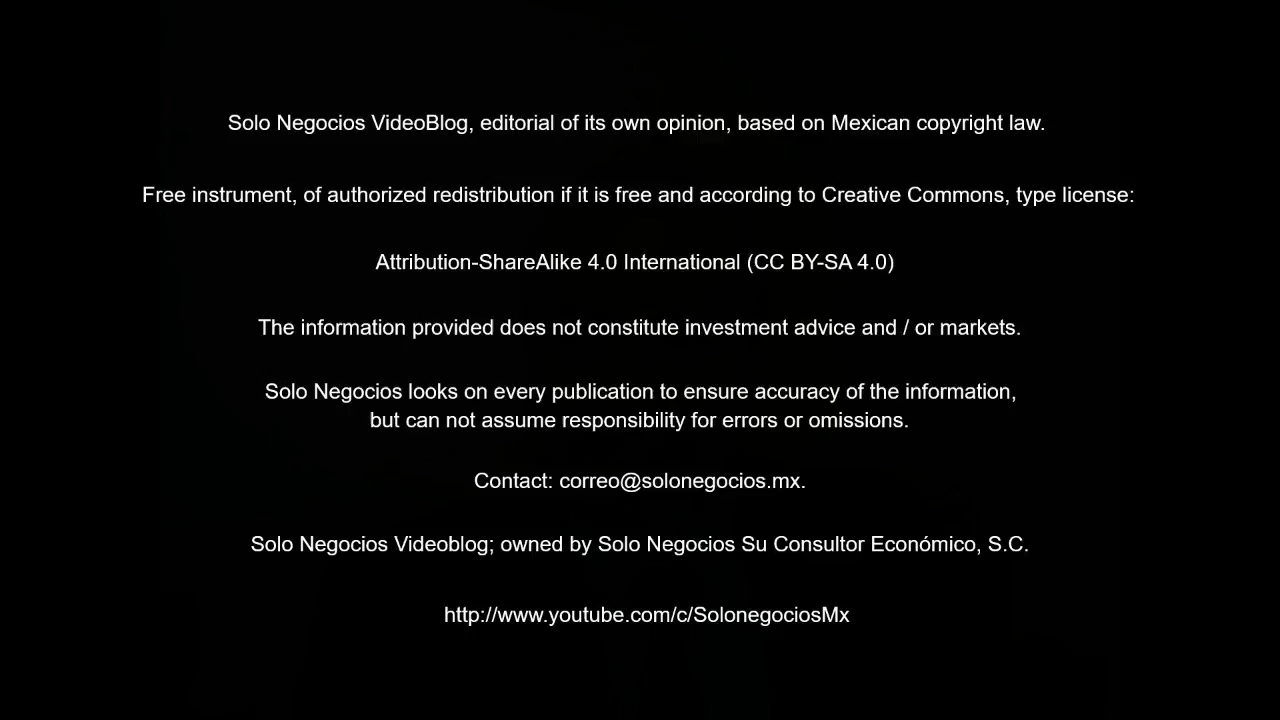 Solo Negocios VideoBlog, editorial of its own opinion, based on Mexican copyright law.
Free instrument, of authorized redistribution if it is free and according to Creative Commons, type license:
Attribution-ShareAlike 4.0 International (CC BY-SA 4.0)
The information provided does not constitute investment advice and / or markets.
Solo Negocios looks on every publication to ensure accuracy of the information,
but can not assume responsibility for errors or omissions.
Contact: correo@solonegocios.mx.
Solo Negocios Videoblog; owned by Solo Negocios Su Consultor Económico, S.C.
http://www.youtube.com/c/SolonegociosMx